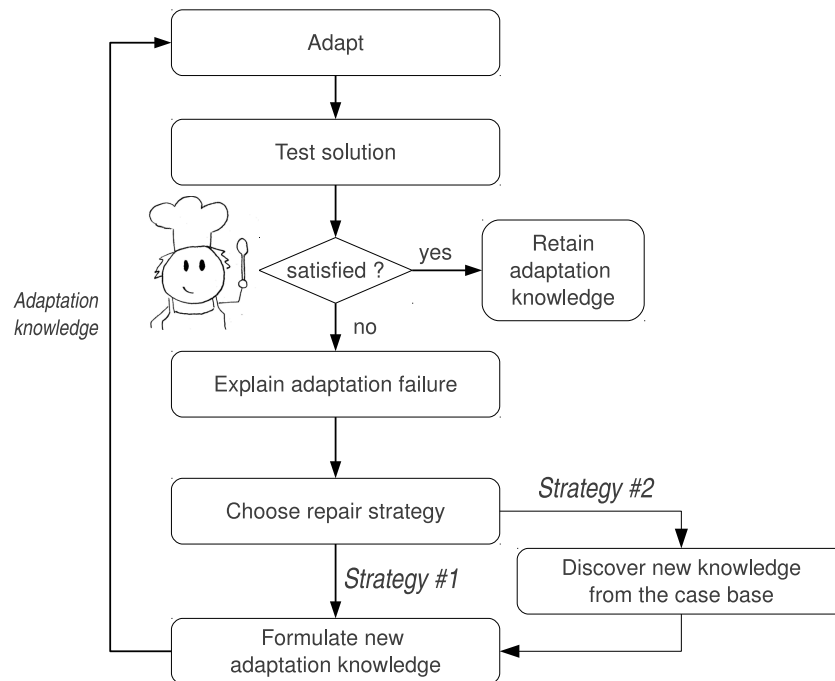 Adapt
Test solution
satisfied ?
yes
Retain
adaptation
knowledge
Adaptation
knowledge
no
Explain adaptation failure
Choose repair strategy
Strategy #2
Strategy #1
Discover new knowledge
from the case base
Formulate new
adaptation knowledge